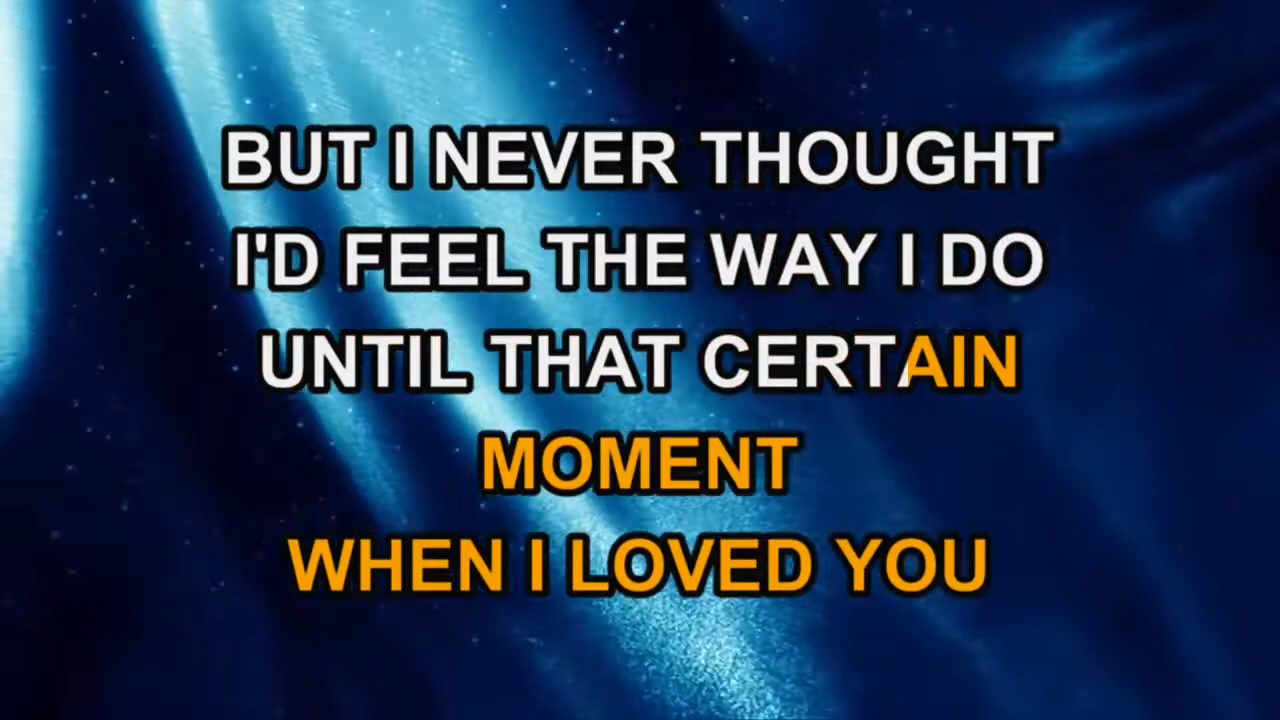 BUT I NEVER THOUGHT
I'D FEEL THE WAY I DO
UNTIL THAT CERTAIN
MOMENT
WHEN I LOVED YOU